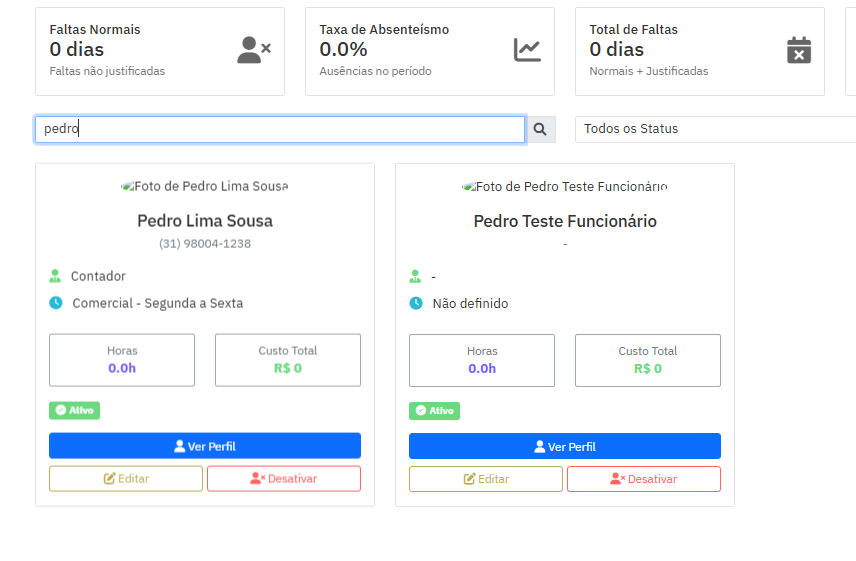 Faltas Normais
0 dias
Faltas não justificadas
Taxa de Absenteísmo
0.0%
Ausências no período
Total de Faltas
0 dias
Normais + Justificadas
pedro
Todos os Status
Foto de Pedro Lima Sousa
Pedro Lima Sousa
(31) 98004-1238
Contador
Comercial - Segunda a Sexta
Horas
0.0h
Custo Total
R$ 0
Ativo
Ver Perfil
Editar
Desativar
Foto de Pedro Teste Funcionário
Pedro Teste Funcionário
-
-
Não definido
Horas
0.0h
Custo Total
R$ 0
Ativo
Ver Perfil
Editar
Desativar